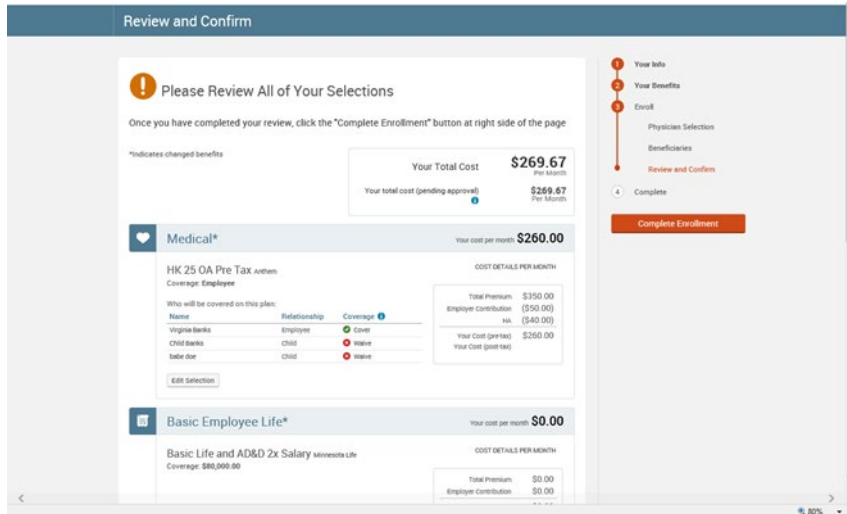 Review and Confirm
Please Review All of Your Selections
Once you have completed your review, click the "Complete Enrollment" button at right side of the page
*Indicates changed benefits
Your Total Cost $269.67
Per Month
Your total cost (pending approval) $269.67
Per Month
Medical* Your cost per month $260.00
HK 25 OA Pre Tax Anthem
Coverage: Employee
COST DETAILS PER MONTH
Who will be covered on this plan:
Name Relationship Coverage
Virginia Banks Employee Cover
Child Banks Child Waive
babe doe Child Waive
Total Premium $350.00
Employer Contribution ($50.00)
NA ($40.00)
Your Cost (pre-tax) $260.00
Your Cost (post-tax)
Edit Selection
Basic Employee Life* Your cost per month $0.00
Basic Life and AD&D 2x Salary Minnesota Life
Coverage: $80,000.00
COST DETAILS PER MONTH
Total Premium $0.00
Employer Contribution $0.00
1 Your Info
2 Your Benefits
3 Enroll
Physician Selection
Beneficiaries
Review and Confirm
4 Complete
Complete Enrollment
80%